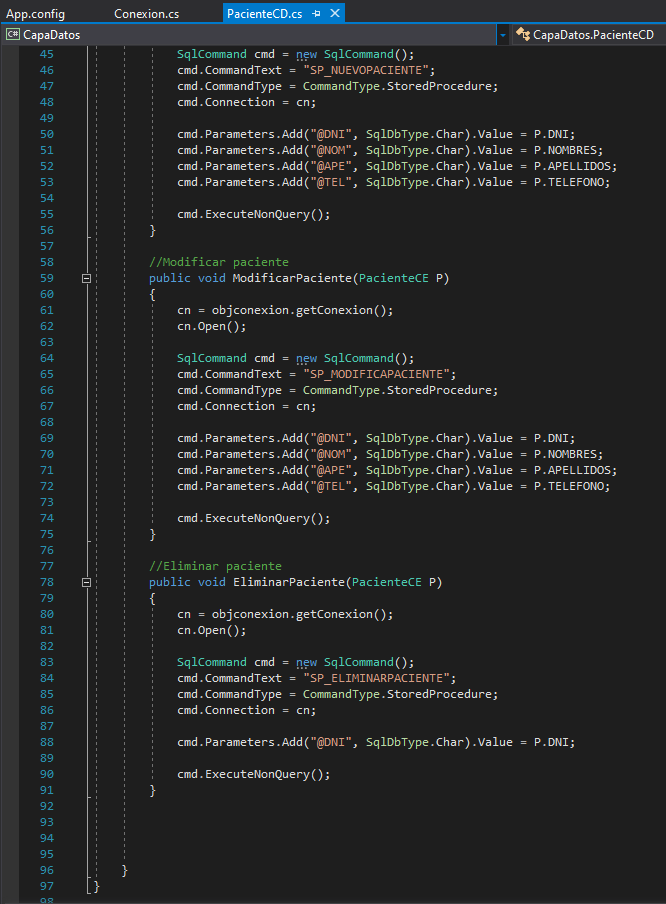 App.config Conexion.cs PacienteCD.cs
C# CapaDatos CapaDatos.PacienteCD
45 SqlCommand cmd = new SqlCommand();
46 cmd.CommandText = "SP_NUEVOPACIENTE";
47 cmd.CommandType = CommandType.StoredProcedure;
48 cmd.Connection = cn;
49
50 cmd.Parameters.Add("@DNI", SqlDbType.Char).Value = P.DNI;
51 cmd.Parameters.Add("@NOM", SqlDbType.Char).Value = P.NOMBRES;
52 cmd.Parameters.Add("@APE", SqlDbType.Char).Value = P.APELLIDOS;
53 cmd.Parameters.Add("@TEL", SqlDbType.Char).Value = P.TELEFONO;
54
55 cmd.ExecuteNonQuery();
56 }
57
58 //Modificar paciente
59 public void ModificarPaciente(PacienteCE P)
60 {
61 cn = objconexion.getConexion();
62 cn.Open();
63
64 SqlCommand cmd = new SqlCommand();
65 cmd.CommandText = "SP_MODIFICAPACIENTE";
66 cmd.CommandType = CommandType.StoredProcedure;
67 cmd.Connection = cn;
68
69 cmd.Parameters.Add("@DNI", SqlDbType.Char).Value = P.DNI;
70 cmd.Parameters.Add("@NOM", SqlDbType.Char).Value = P.NOMBRES;
71 cmd.Parameters.Add("@APE", SqlDbType.Char).Value = P.APELLIDOS;
72 cmd.Parameters.Add("@TEL", SqlDbType.Char).Value = P.TELEFONO;
73
74 cmd.ExecuteNonQuery();
75 }
76
77 //Eliminar paciente
78 public void EliminarPaciente(PacienteCE P)
79 {
80 cn = objconexion.getConexion();
81 cn.Open();
82
83 SqlCommand cmd = new SqlCommand();
84 cmd.CommandText = "SP_ELIMINARPACIENTE";
85 cmd.CommandType = CommandType.StoredProcedure;
86 cmd.Connection = cn;
87
88 cmd.Parameters.Add("@DNI", SqlDbType.Char).Value = P.DNI;
89
90 cmd.ExecuteNonQuery();
91 }
92
93
94
95
96 }
97 }
98